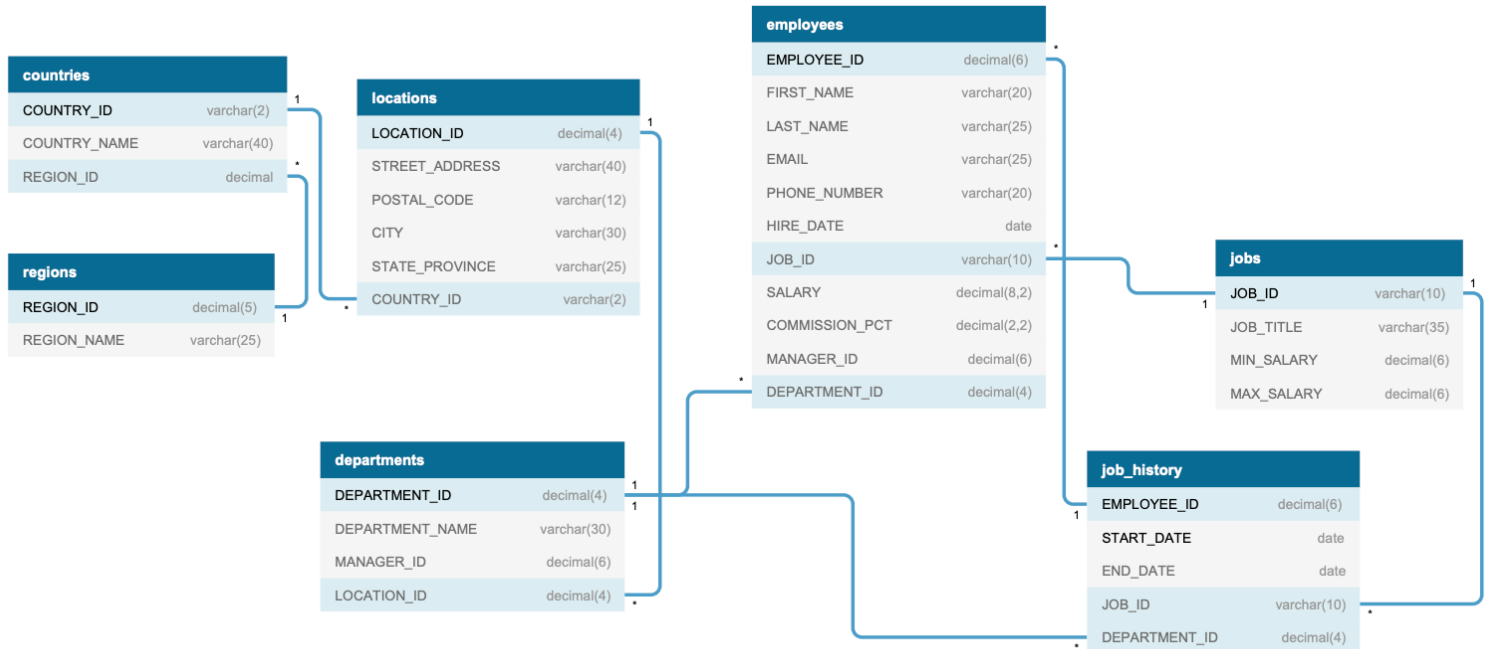 countries
COUNTRY_ID varchar(2)
COUNTRY_NAME varchar(40)
REGION_ID decimal
1
*
regions
REGION_ID decimal(5)
REGION_NAME varchar(25)
1
locations
LOCATION_ID decimal(4)
STREET_ADDRESS varchar(40)
POSTAL_CODE varchar(12)
CITY varchar(30)
STATE_PROVINCE varchar(25)
COUNTRY_ID varchar(2)
1
*
departments
DEPARTMENT_ID decimal(4)
DEPARTMENT_NAME varchar(30)
MANAGER_ID decimal(6)
LOCATION_ID decimal(4)
1
1
*
employees
EMPLOYEE_ID decimal(6)
FIRST_NAME varchar(20)
LAST_NAME varchar(25)
EMAIL varchar(25)
PHONE_NUMBER varchar(20)
HIRE_DATE date
JOB_ID varchar(10)
SALARY decimal(8,2)
COMMISSION_PCT decimal(2,2)
MANAGER_ID decimal(6)
DEPARTMENT_ID decimal(4)
*
*
*
jobs
JOB_ID varchar(10)
JOB_TITLE varchar(35)
MIN_SALARY decimal(6)
MAX_SALARY decimal(6)
1
1
job_history
EMPLOYEE_ID decimal(6)
START_DATE date
END_DATE date
JOB_ID varchar(10)
DEPARTMENT_ID decimal(4)
1
*
*